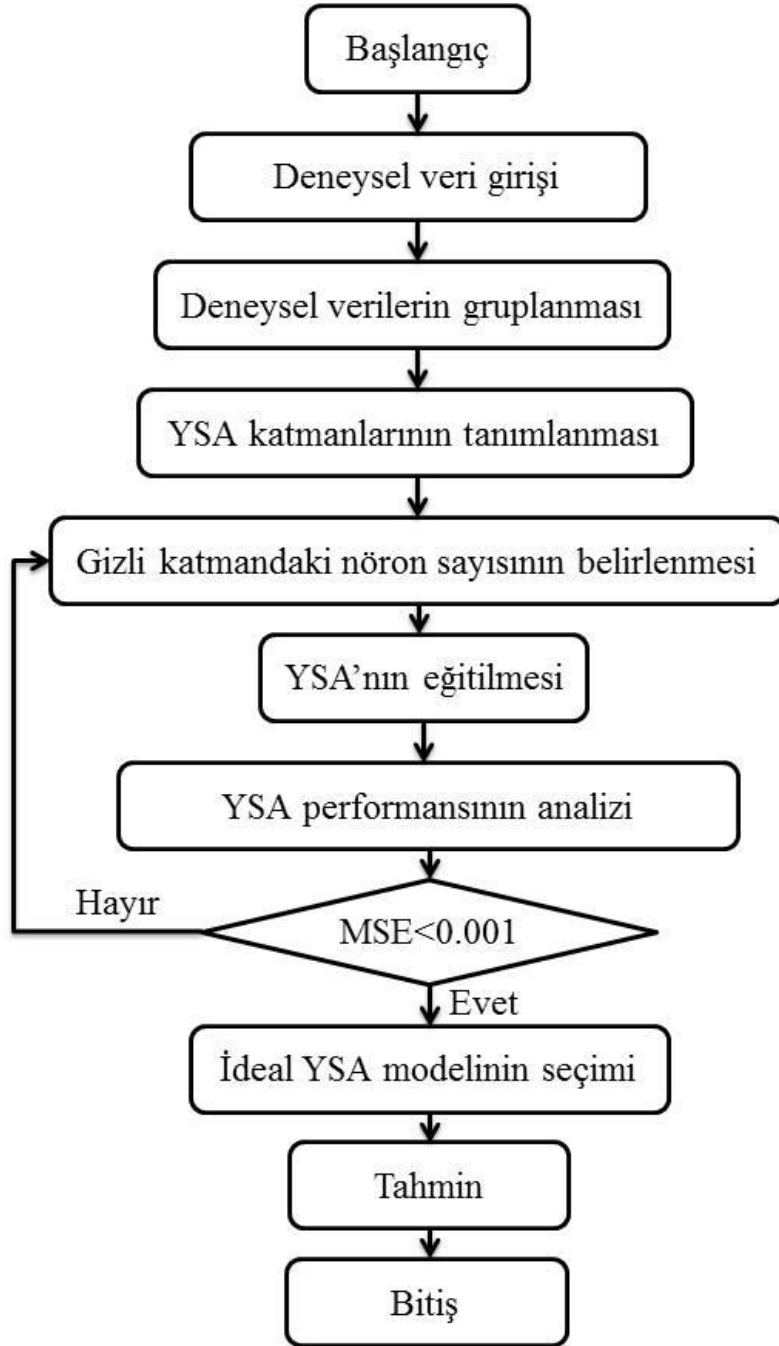 Başlangıç
Deneysel veri girişi
Deneysel verilerin gruplanması
YSA katmanlarının tanımlanması
Gizli katmandaki nöron sayısının belirlenmesi
YSA’nın eğitilmesi
YSA performansının analizi
Hayır
MSE<0.001
Evet
İdeal YSA modelinin seçimi
Tahmin
Bitiş